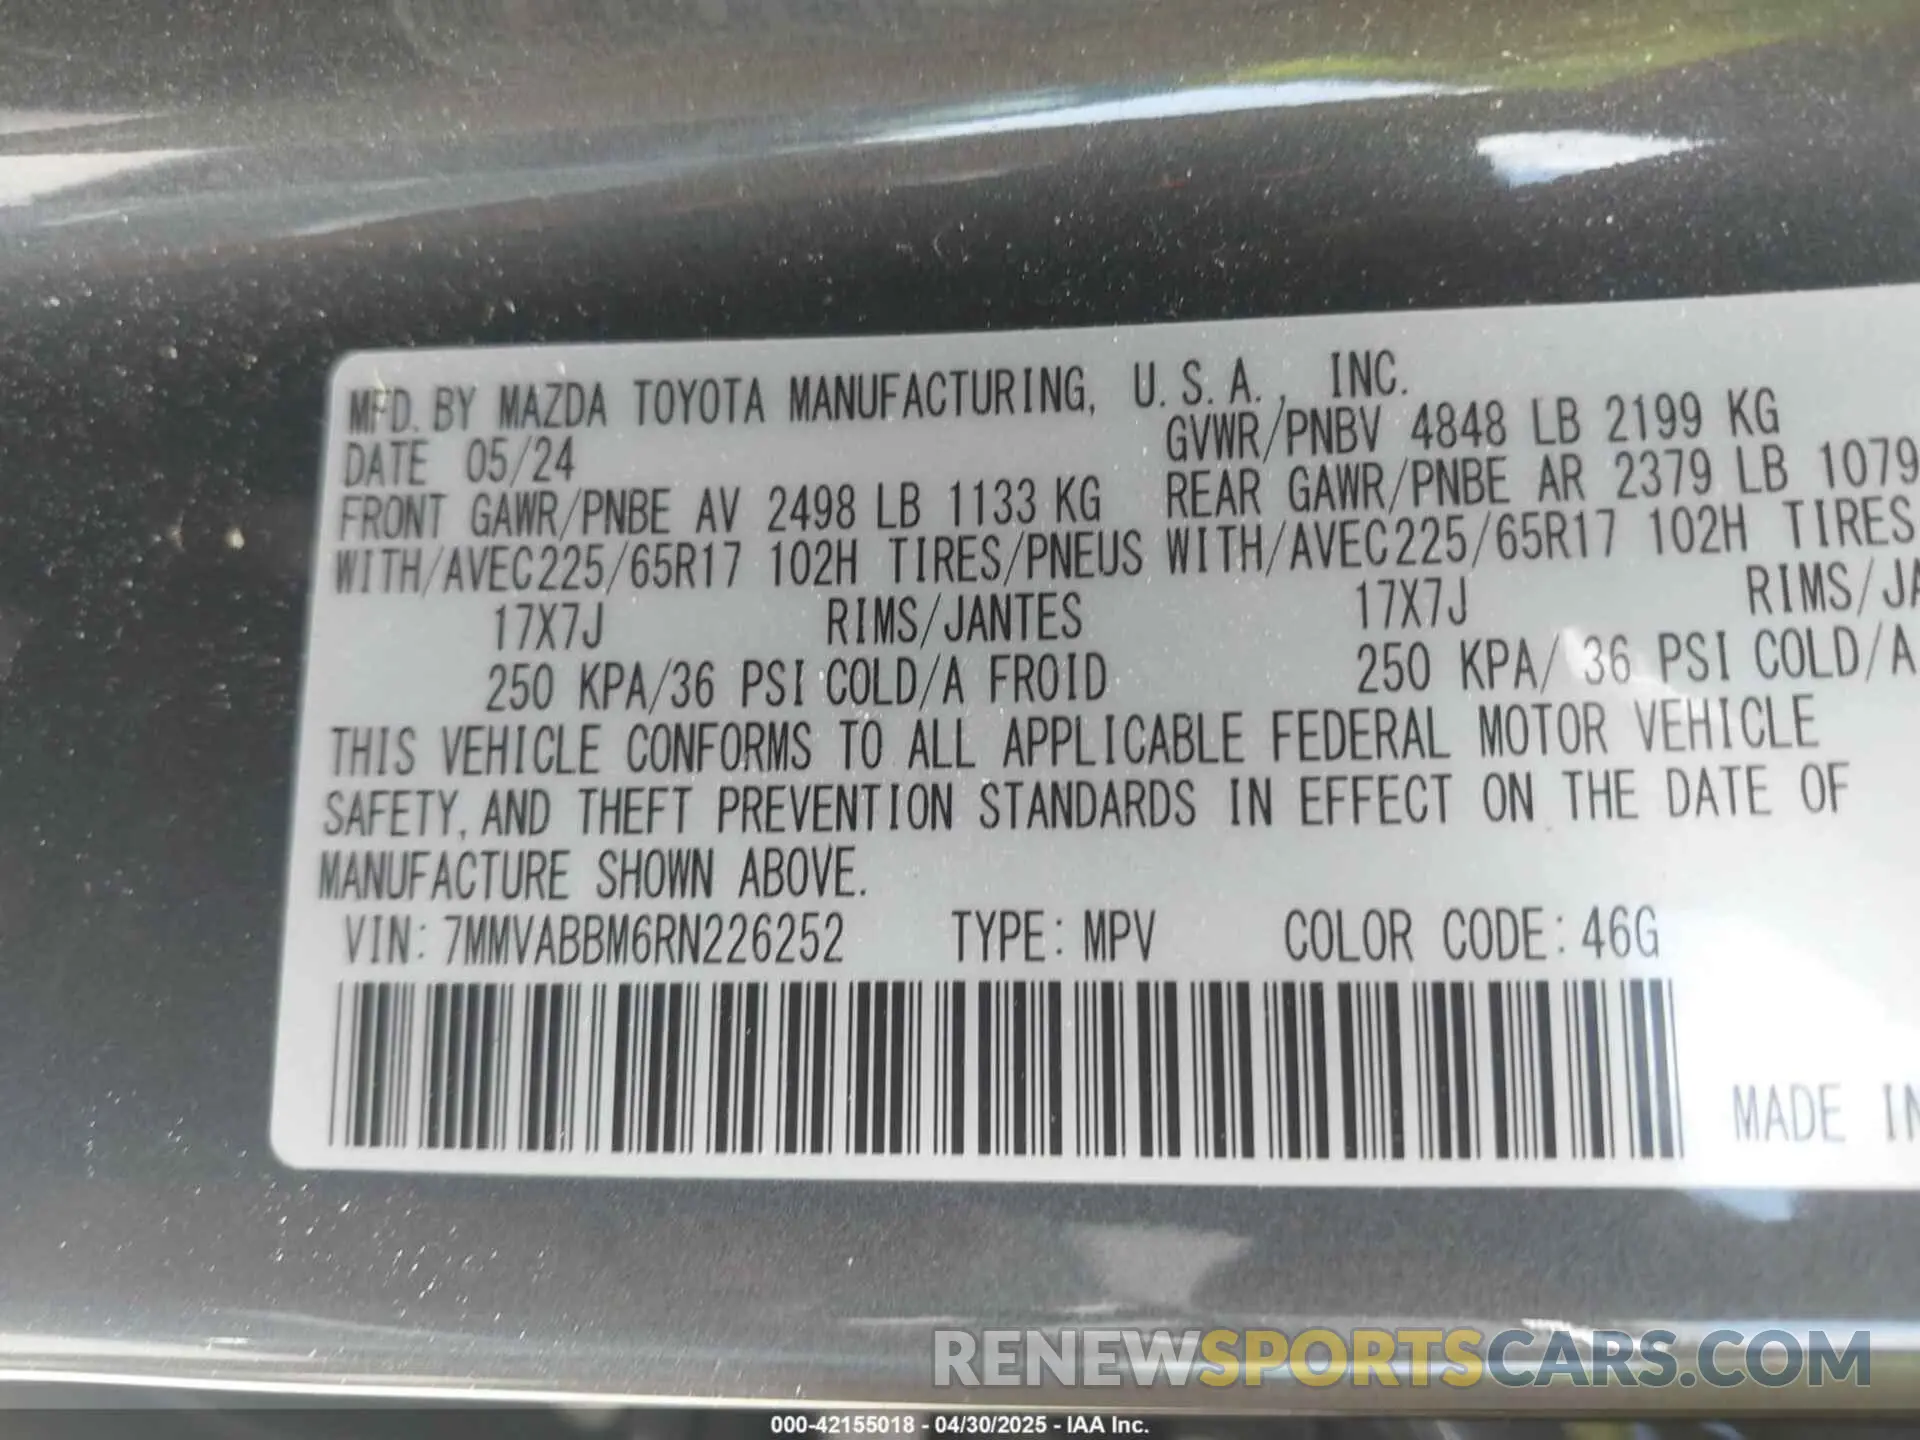 MFD. BY MAZDA TOYOTA MANUFACTURING, U.S.A., INC.
DATE 05/24 GVWR/PNBV 4848 LB 2199 KG
FRONT GAWR/PNBE AV 2498 LB 1133 KG REAR GAWR/PNBE AR 2379 LB 1079
WITH/AVEC225/65R17 102H TIRES/PNEUS WITH/AVEC225/65R17 102H TIRES
17X7J RIMS/JANTES 17X7J RIMS/JA
250 KPA/36 PSI COLD/A FROID 250 KPA/ 36 PSI COLD/A
THIS VEHICLE CONFORMS TO ALL APPLICABLE FEDERAL MOTOR VEHICLE
SAFETY, AND THEFT PREVENTION STANDARDS IN EFFECT ON THE DATE OF
MANUFACTURE SHOWN ABOVE.
VIN: 7MMVABBM6RN226252 TYPE: MPV COLOR CODE: 46G
MADE IN
RENEWSPORTSCARS.COM
000-42155018 - 04/30/2025 - IAA Inc.